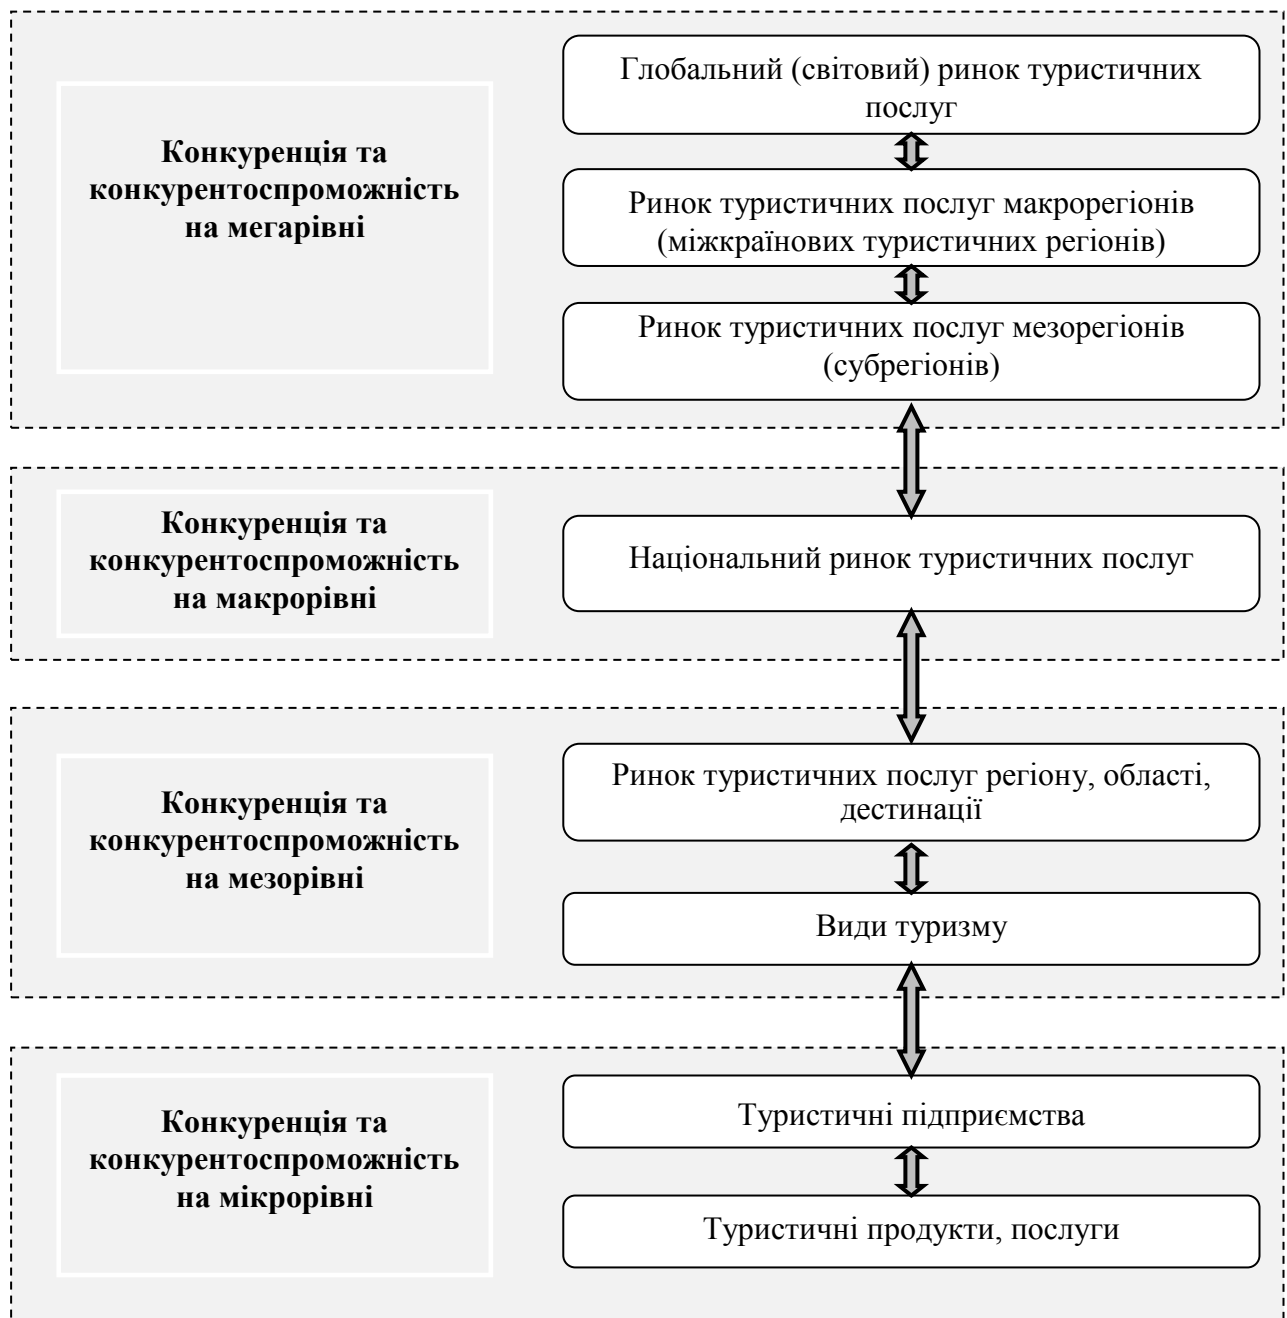 Конкуренція та
конкурентоспроможність
на мегарівні
Глобальний (світовий) ринок туристичних
послуг
Ринок туристичних послуг макрорегіонів
(міжкраїнових туристичних регіонів)
Ринок туристичних послуг мезорегіонів
(субрегіонів)
Конкуренція та
конкурентоспроможність
на макрорівні
Національний ринок туристичних послуг
Конкуренція та
конкурентоспроможність
на мезорівні
Ринок туристичних послуг регіону, області,
дестинації
Види туризму
Конкуренція та
конкурентоспроможність
на мікрорівні
Туристичні підприємства
Туристичні продукти, послуги